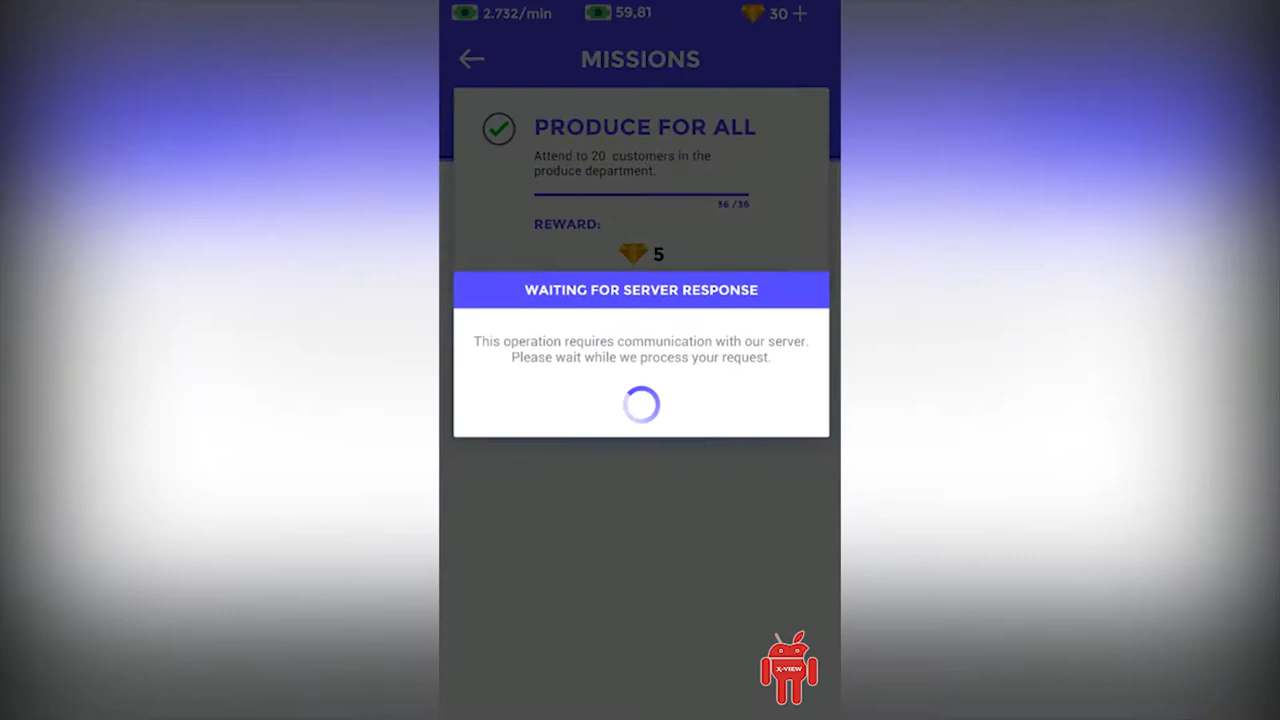 2.732/min 59,81 30 +
MISSIONS
PRODUCE FOR ALL
Attend to 20 customers in the
produce department.
36 /36
REWARD:
5
WAITING FOR SERVER RESPONSE
This operation requires communication with our server.
Please wait while we process your request.
X-VIEW